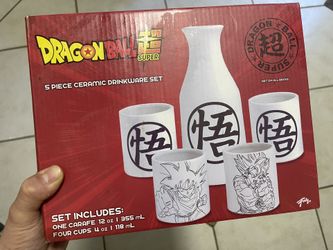 DRAGON BALL
SUPER
DRAGON BALL
SUPER
超
5 PIECE CERAMIC DRINKWARE SET
悟
悟
悟
SET INCLUDES:
ONE CARAFE 12 oz | 355 mL
FOUR CUPS 4 oz | 118 mL